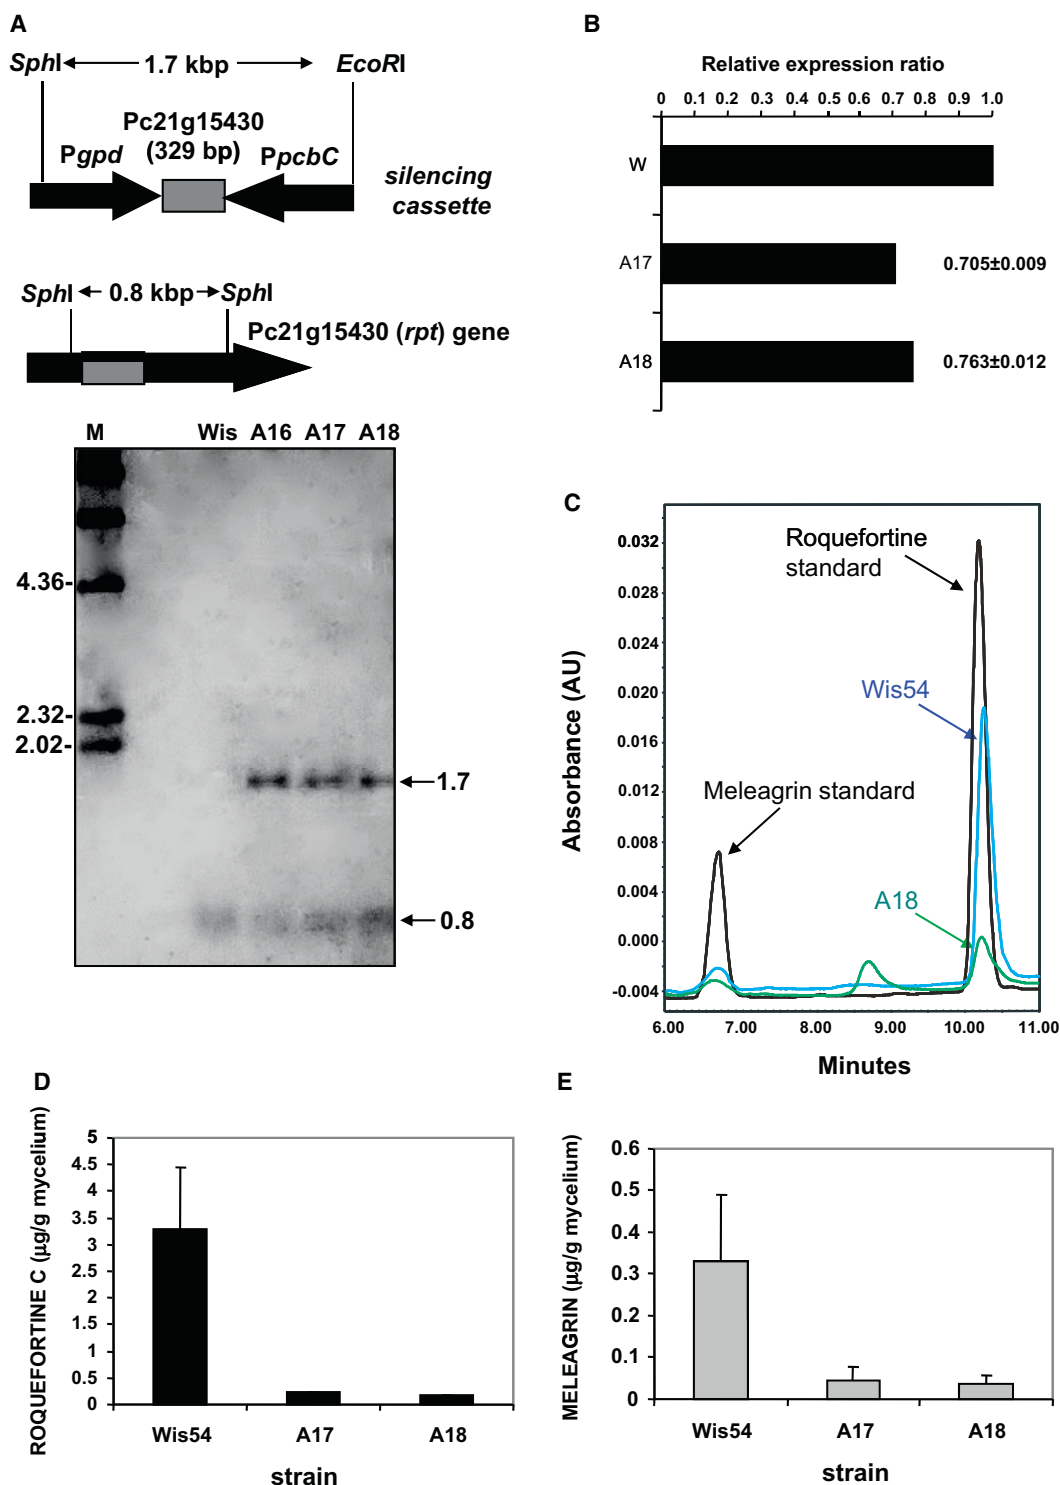 A
SphI 1.7 kbp EcoRI
Pc21g15430
(329 bp)
Pgpd PpcbC
silencing
cassette
SphI 0.8 kbp SphI
Pc21g15430 (rpt) gene
M Wis A16 A17 A18
4.36-
2.32-
2.02-
1.7
0.8
B
Relative expression ratio
0 0.1 0.2 0.3 0.4 0.5 0.6 0.7 0.8 0.9 1.0
W
A17 0.705±0.009
A18 0.763±0.012
C
Absorbance (AU)
0.032
0.028
0.024
0.020
0.016
0.012
0.008
0.004
0.000
-0.004
Roquefortine
standard
Wis54
Meleagrin standard
A18
6.00 7.00 8.00 9.00 10.00 11.00
Minutes
D
ROQUEFORTINE C (µg/g mycelium)
5
4.5
4
3.5
3
2.5
2
1.5
1
0.5
0
Wis54 A17 A18
strain
E
MELEAGRIN (µg/g mycelium)
0.6
0.5
0.4
0.3
0.2
0.1
0
Wis54 A17 A18
strain